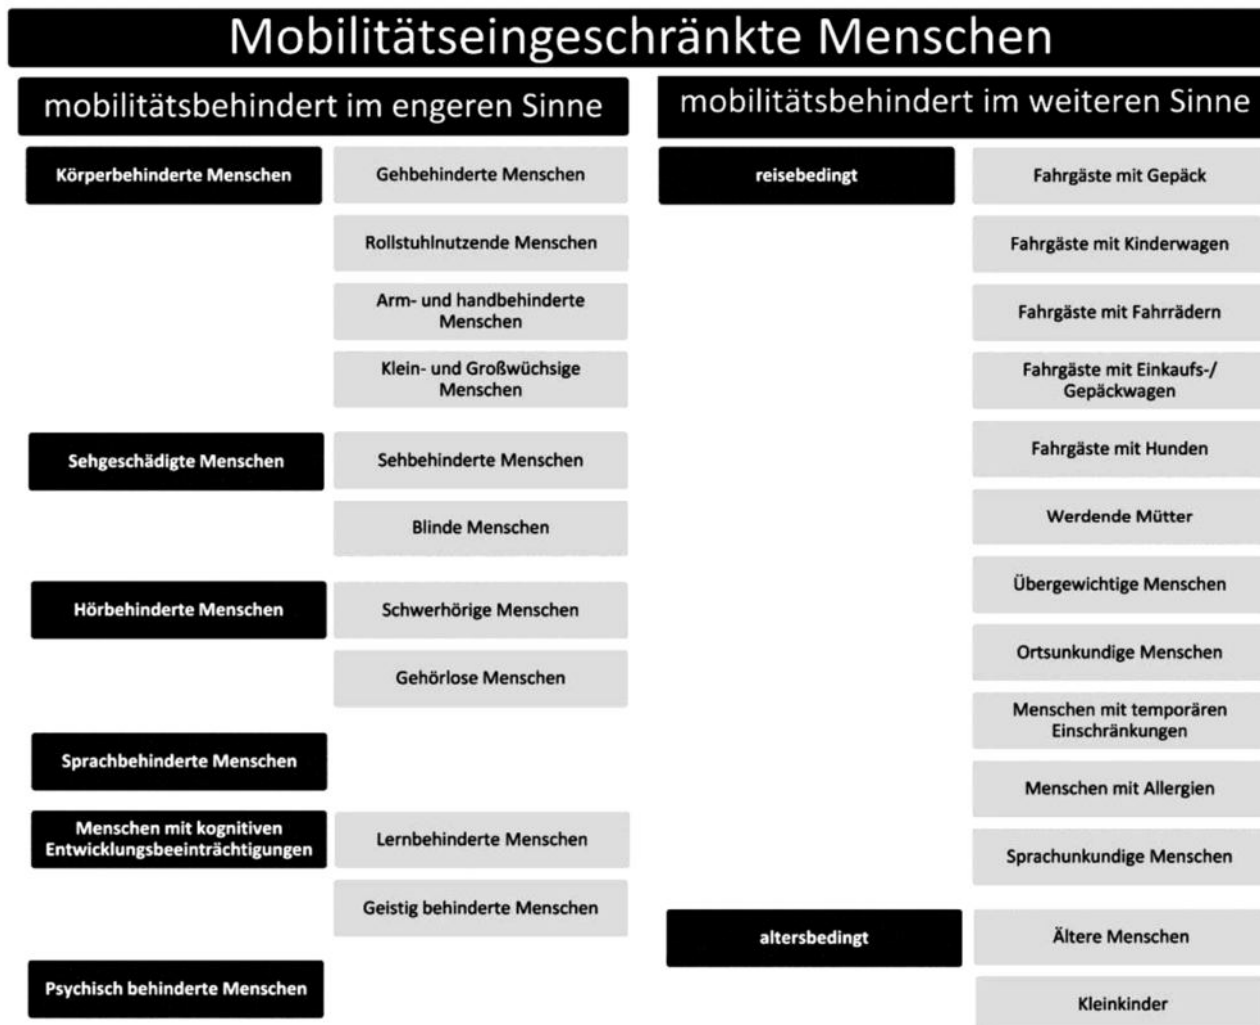 Mobilitätseingeschränkte Menschen
mobilitätsbehindert im engeren Sinne
Körperbehinderte Menschen
Gehbehinderte Menschen
Rollstuhlnutzende Menschen
Arm- und handbehinderte
Menschen
Klein- und Großwüchsige
Menschen
Sehgeschädigte Menschen
Sehbehinderte Menschen
Blinde Menschen
Hörbehinderte Menschen
Schwerhörige Menschen
Gehörlose Menschen
Sprachbehinderte Menschen
Menschen mit kognitiven
Entwicklungsbeeinträchtigungen
Lernbehinderte Menschen
Geistig behinderte Menschen
Psychisch behinderte Menschen
mobilitätsbehindert im weiteren Sinne
reisebedingt
Fahrgäste mit Gepäck
Fahrgäste mit Kinderwagen
Fahrgäste mit Fahrrädern
Fahrgäste mit Einkaufs-/
Gepäckwagen
Fahrgäste mit Hunden
Werdende Mütter
Übergewichtige Menschen
Ortsunkundige Menschen
Menschen mit temporären
Einschränkungen
Menschen mit Allergien
Sprachunkundige Menschen
altersbedingt
Ältere Menschen
Kleinkinder